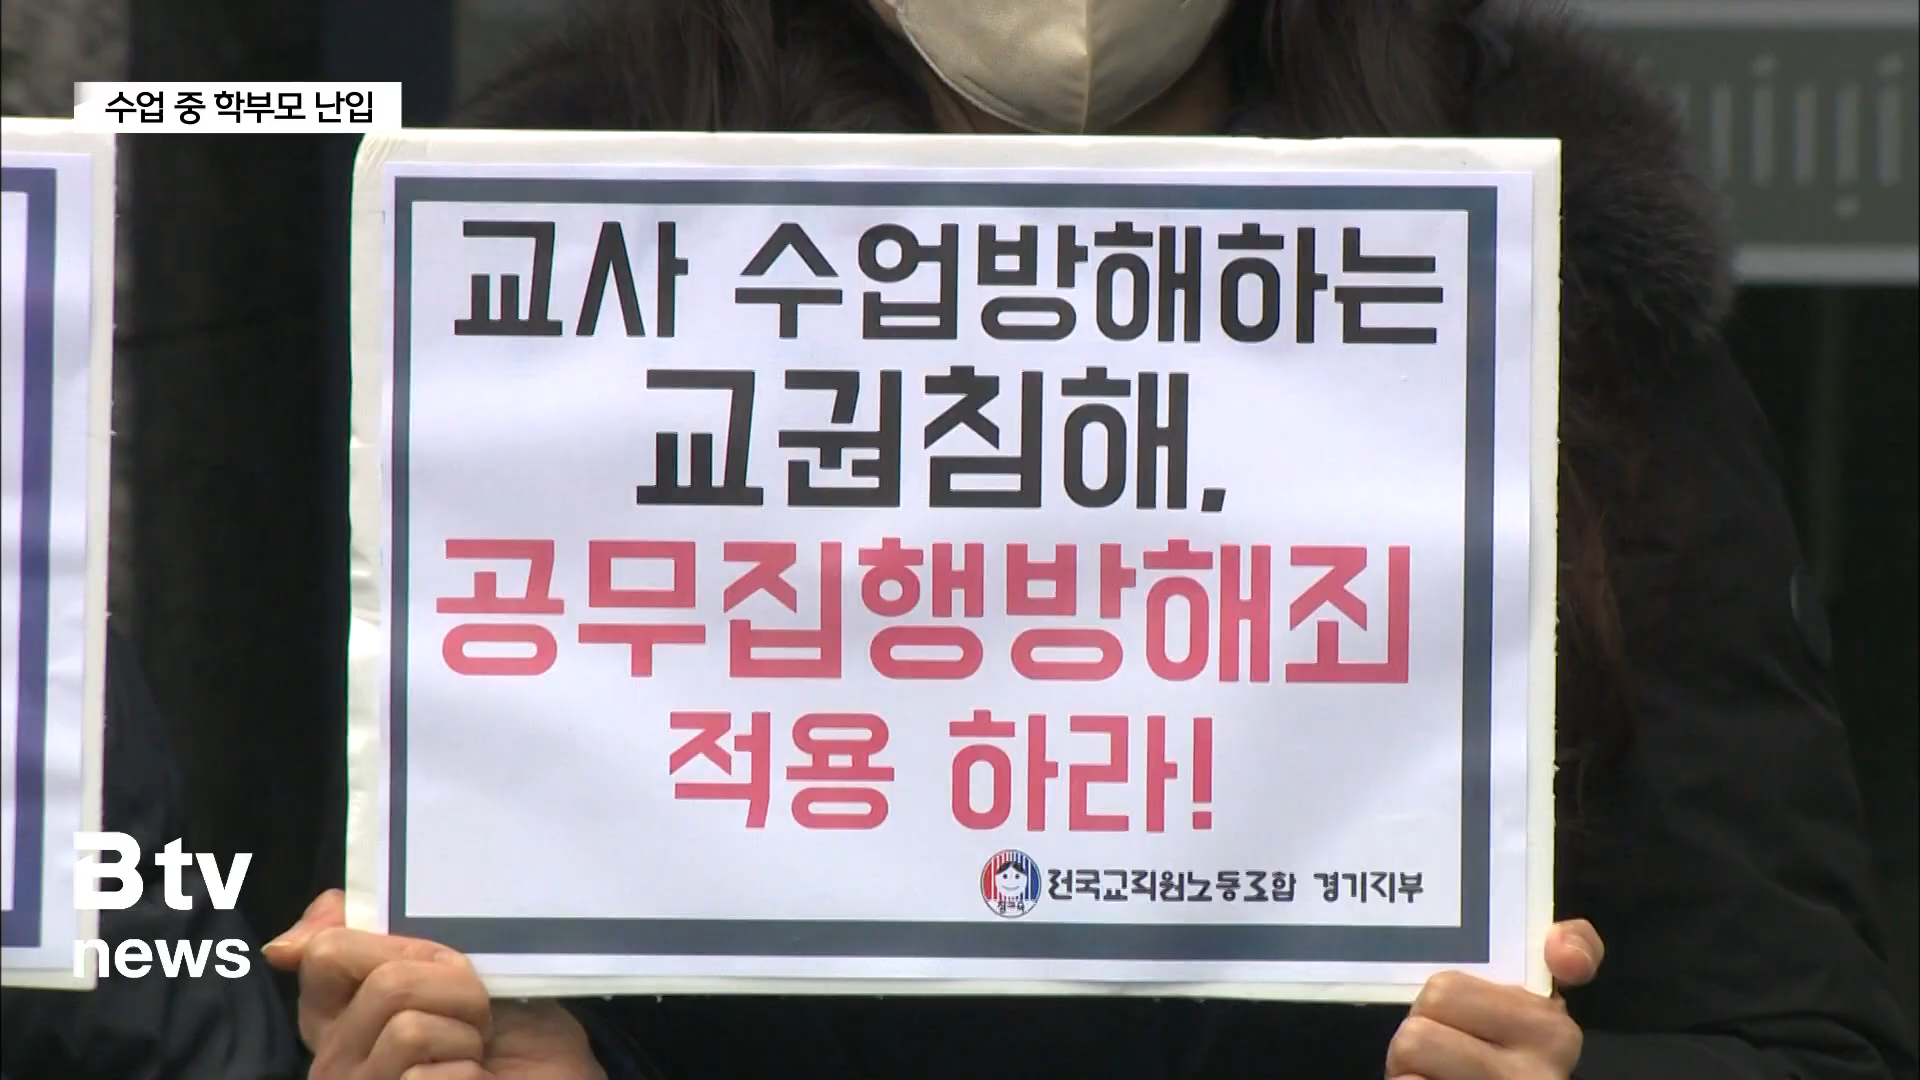 수업 중 학부모 난입
교사 수업방해하는
교권침해,
공무집행방해죄
적용 하라!
전국교직원노동조합 경기지부
B tv
news